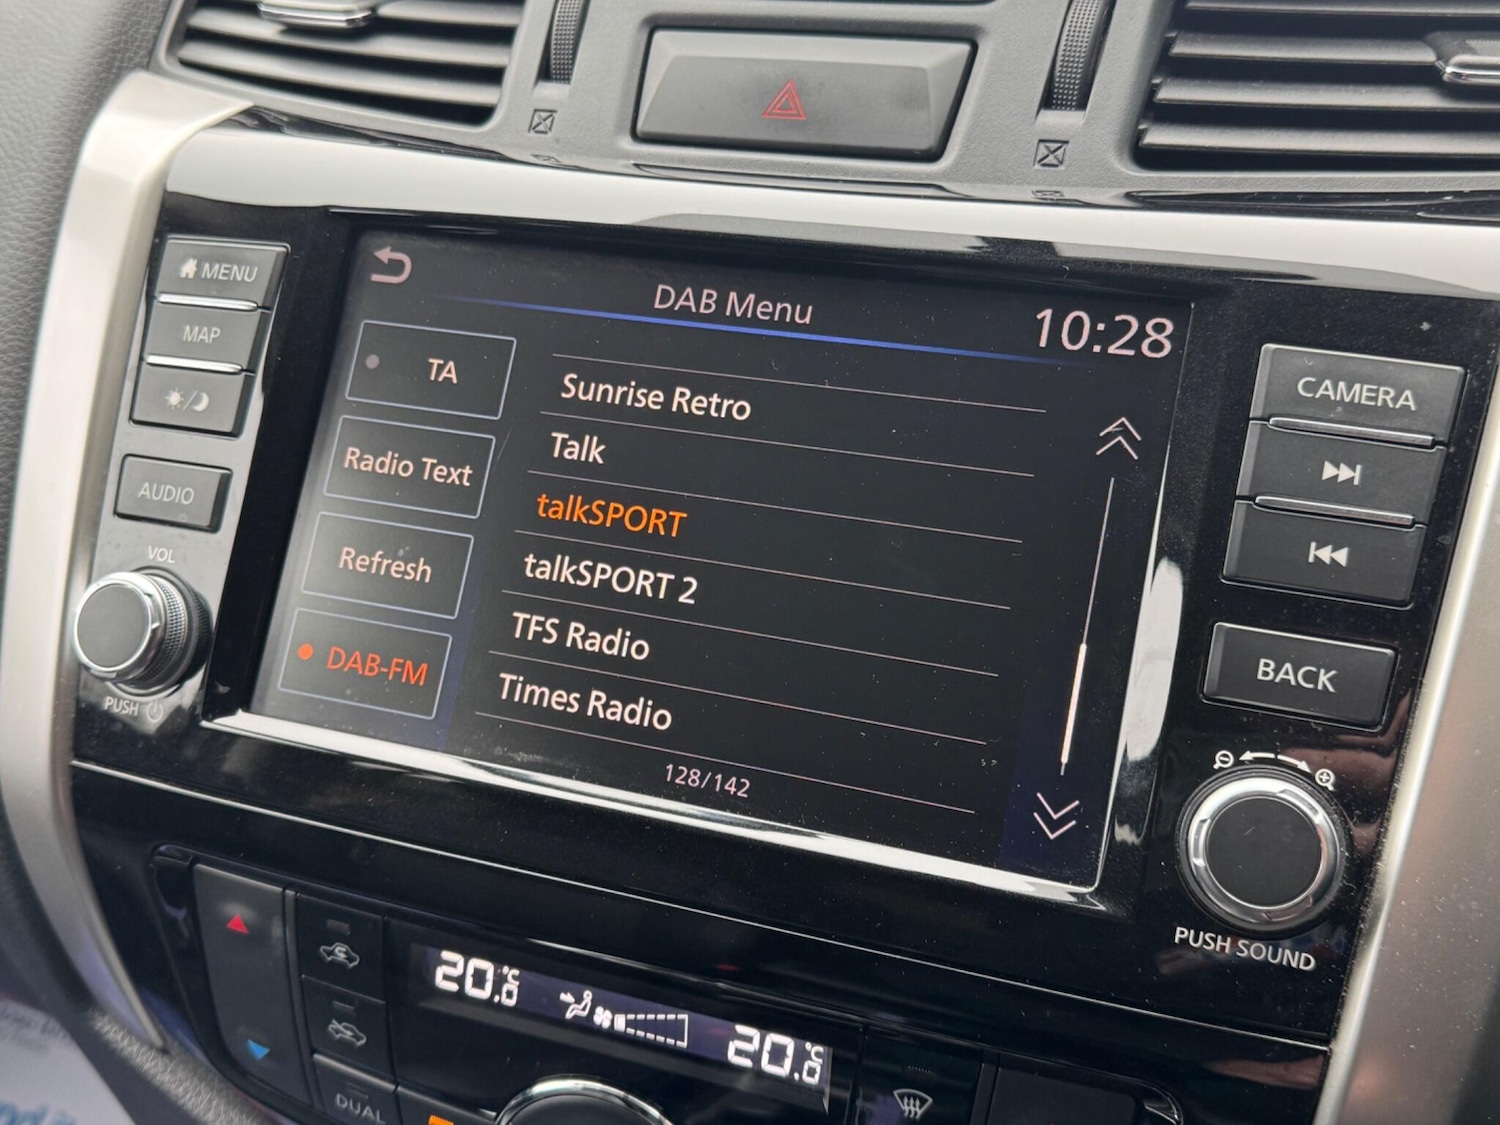 MENU
MAP
AUDIO
VOL
PUSH
DAB Menu
10:28
TA
Radio Text
Refresh
DAB-FM
Sunrise Retro
Talk
talkSPORT
talkSPORT 2
TFS Radio
Times Radio
128/142
CAMERA
BACK
PUSH SOUND
20.0°C
20.0°C
DUAL